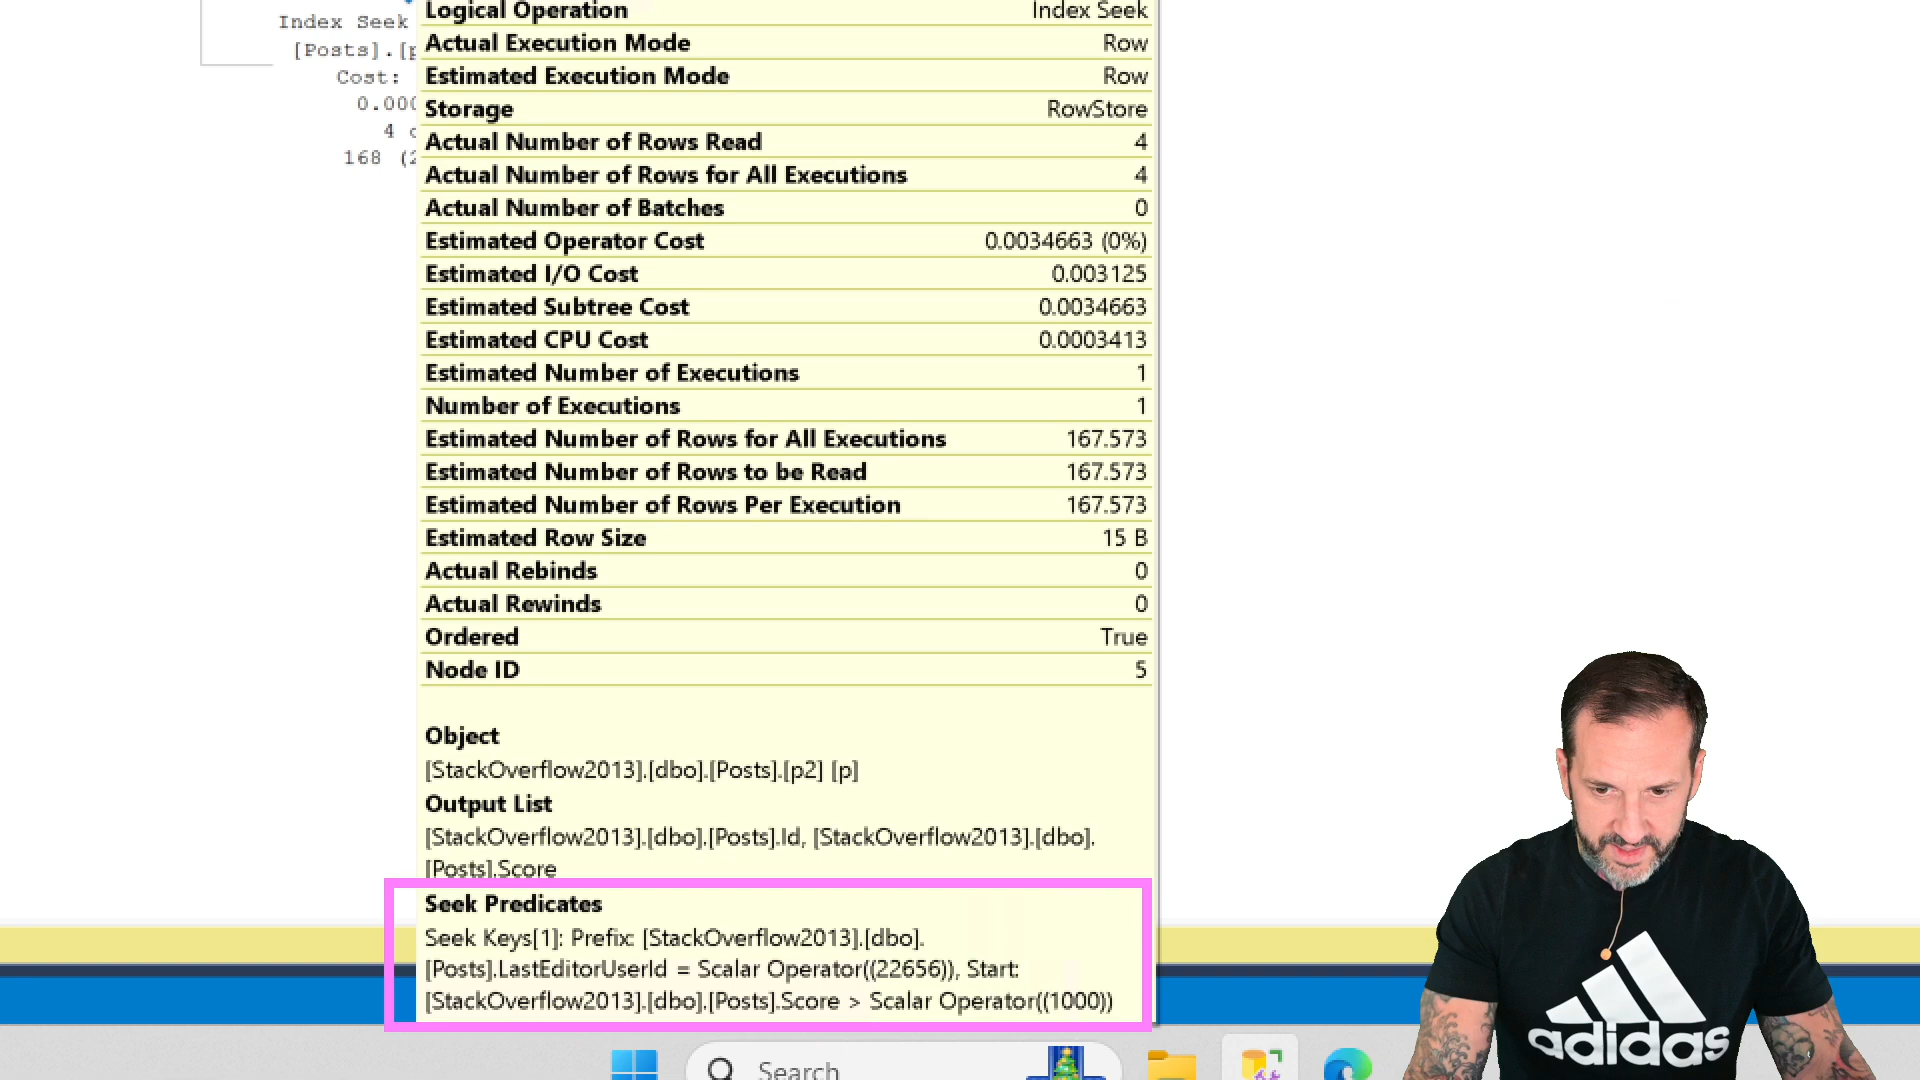 Index Seek
[Posts].[p
Cost:
0.000
4 o
168 (2
Logical Operation Index Seek
Actual Execution Mode Row
Estimated Execution Mode Row
Storage RowStore
Actual Number of Rows Read 4
Actual Number of Rows for All Executions 4
Actual Number of Batches 0
Estimated Operator Cost 0.0034663 (0%)
Estimated I/O Cost 0.003125
Estimated Subtree Cost 0.0034663
Estimated CPU Cost 0.0003413
Estimated Number of Executions 1
Number of Executions 1
Estimated Number of Rows for All Executions 167.573
Estimated Number of Rows to be Read 167.573
Estimated Number of Rows Per Execution 167.573
Estimated Row Size 15 B
Actual Rebinds 0
Actual Rewinds 0
Ordered True
Node ID 5
Object
[StackOverflow2013].[dbo].[Posts].[p2] [p]
Output List
[StackOverflow2013].[dbo].[Posts].Id, [StackOverflow2013].[dbo].
[Posts].Score
Seek Predicates
Seek Keys[1]: Prefix: [StackOverflow2013].[dbo].
[Posts].LastEditorUserId = Scalar Operator((22656)), Start:
[StackOverflow2013].[dbo].[Posts].Score > Scalar Operator((1000))
Search
adidas